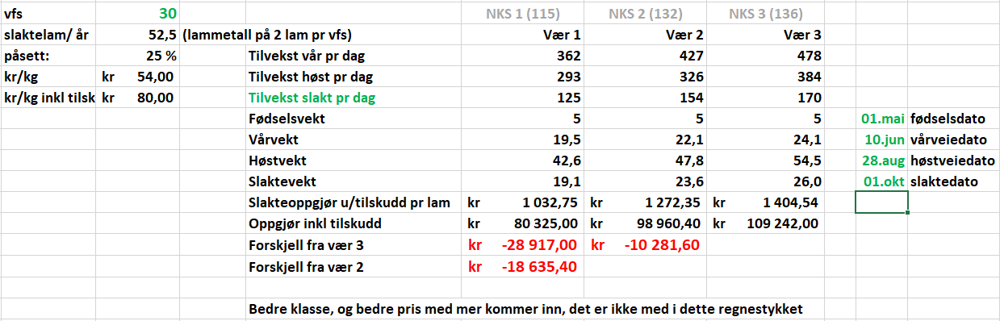 vfs 30 NKS 1 (115) NKS 2 (132) NKS 3 (136)
slaktelam/ år 52,5 (lammetall på 2 lam pr vfs) Vær 1 Vær 2 Vær 3
påsett: 25 % Tilvekst vår pr dag 362 427 478
kr/kg kr 54,00 Tilvekst høst pr dag 293 326 384
kr/kg inkl tilsk kr 80,00 Tilvekst slakt pr dag 125 154 170
Fødselsvekt 5 5 5 01.mai fødselsdato
Vårvekt 19,5 22,1 24,1 10.jun vårveiedato
Høstvekt 42,6 47,8 54,5 28.aug høstveiedato
Slaktevekt 19,1 23,6 26,0 01.okt slaktedato
Slakteoppgjør u/tilskudd pr lam kr 1 032,75 kr 1 272,35 kr 1 404,54
Oppgjør inkl tilskudd kr 80 325,00 kr 98 960,40 kr 109 242,00
Forskjell fra vær 3 kr -28 917,00 kr -10 281,60
Forskjell fra vær 2 kr -18 635,40
Bedre klasse, og bedre pris med mer kommer inn, det er ikke med i dette regnestykket